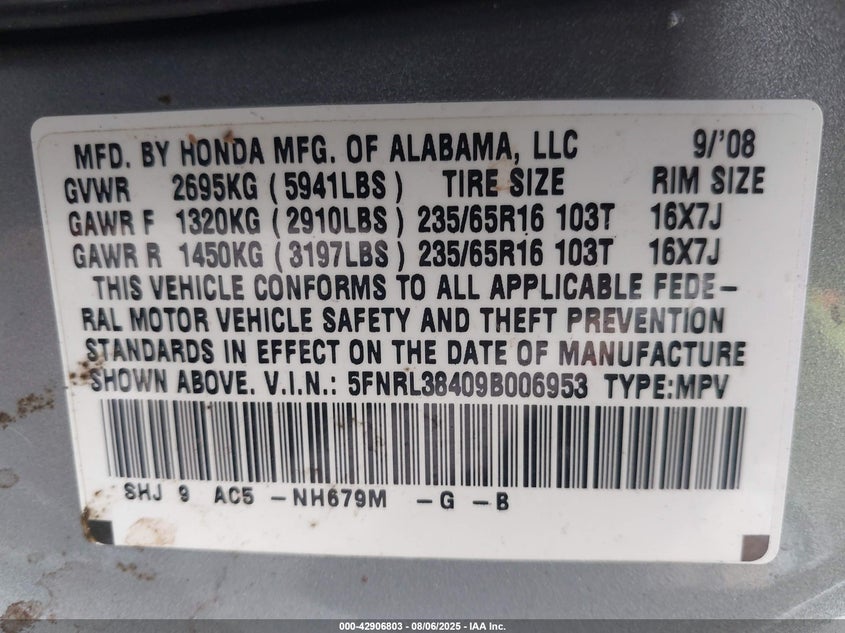 MFD. BY HONDA MFG. OF ALABAMA, LLC 9/'08
GVWR 2695KG (5941LBS) TIRE SIZE RIM SIZE
GAWR F 1320KG (2910LBS) 235/65R16 103T 16X7J
GAWR R 1450KG (3197LBS) 235/65R16 103T 16X7J
THIS VEHICLE CONFORMS TO ALL APPLICABLE FEDE-
RAL MOTOR VEHICLE SAFETY AND THEFT PREVENTION
STANDARDS IN EFFECT ON THE DATE OF MANUFACTURE
SHOWN ABOVE. V.I.N.: 5FNRL38409B006953 TYPE:MPV
SHJ 9 AC5 -NH679M -G -B
000-42906803 - 08/06/2025 - IAA Inc.